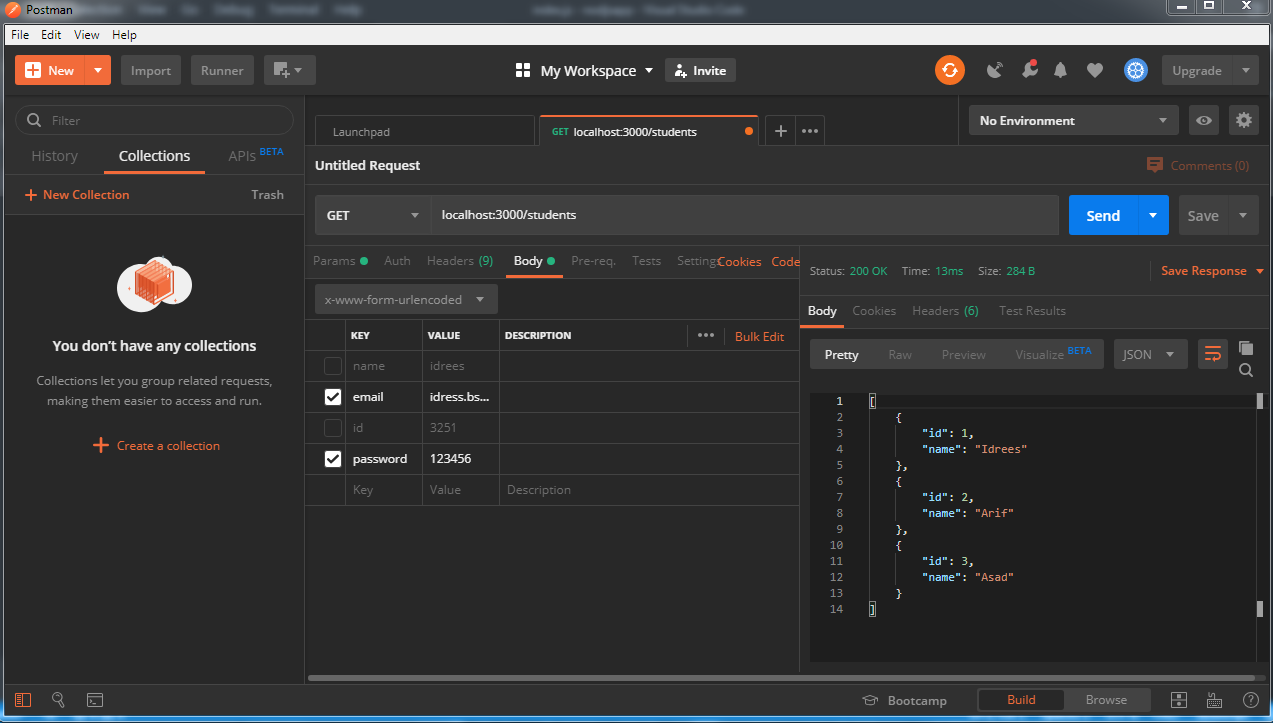 Postman
File Edit View Help
New Import Runner My Workspace Invite Upgrade
Filter
History Collections APIs BETA
New Collection Trash
You don't have any collections
Collections let you group related requests,
making them easier to access and run.
Create a collection
Launchpad GET localhost:3000/students No Environment
Untitled Request Comments (0)
GET localhost:3000/students Send Save
Params Auth Headers (9) Body Pre-req. Tests Settings Cookies Code
x-www-form-urlencoded
KEY VALUE DESCRIPTION Bulk Edit
name idrees
email idress.bs...
id 3251
password 123456
Key Value Description
Status: 200 OK Time: 13ms Size: 284 B Save Response
Body Cookies Headers (6) Test Results
Pretty Raw Preview Visualize BETA JSON
1 [
2 {
3 "id": 1,
4 "name": "Idrees"
5 },
6 {
7 "id": 2,
8 "name": "Arif"
9 },
10 {
11 "id": 3,
12 "name": "Asad"
13 }
14 ]
Bootcamp Build Browse